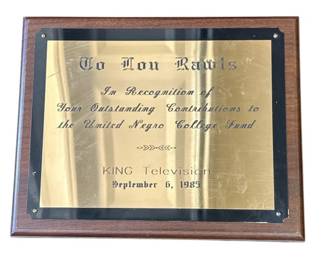 To Lou Rawls
In Recognition of
Your Outstanding Contributions to
the United Negro College Fund
KING Television
September 6, 1985